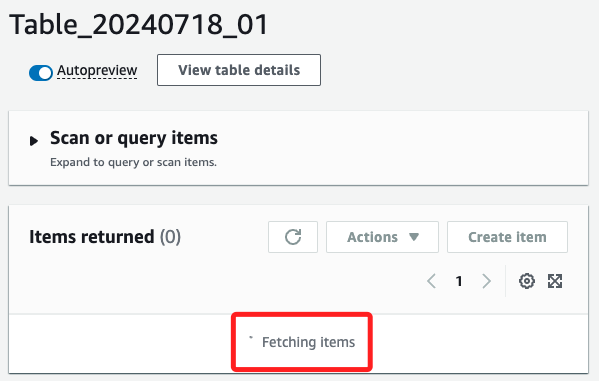 Table_20240718_01
Autopreview
View table details
Scan or query items
Expand to query or scan items.
Items returned (0)
Actions
Create item
1
Fetching items